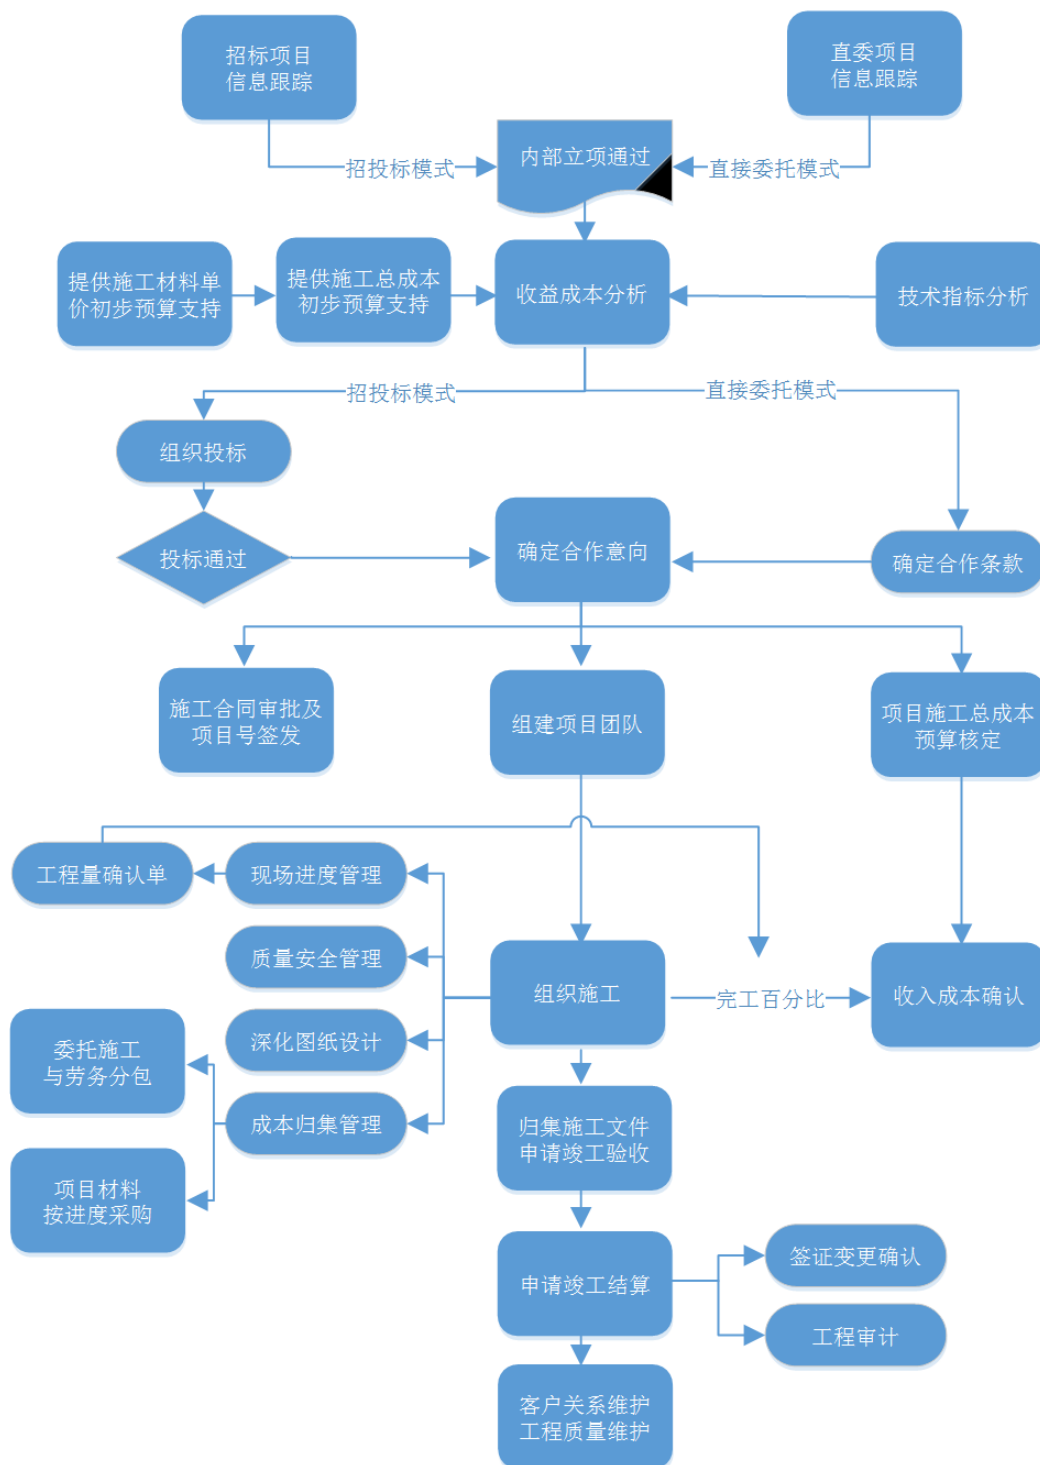 招标项目
信息跟踪
直委项目
信息跟踪
招投标模式
内部立项通过
直接委托模式
提供施工材料单
价初步预算支持
提供施工总成本
初步预算支持
收益成本分析
技术指标分析
招投标模式
直接委托模式
组织投标
投标通过
确定合作意向
确定合作条款
施工合同审批及
项目号签发
组建项目团队
项目施工总成本
预算核定
工程量确认单
现场进度管理
质量安全管理
组织施工
完工百分比
收入成本确认
深化图纸设计
委托施工
与劳务分包
成本归集管理
归集施工文件
申请竣工验收
项目材料
按进度采购
申请竣工结算
签证变更确认
工程审计
客户关系维护
工程质量维护